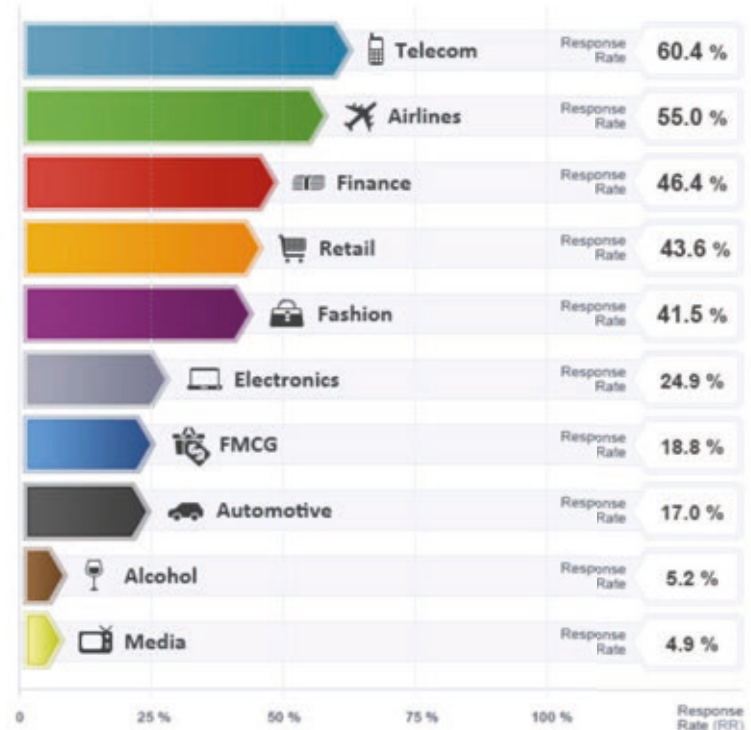 Telecom Response Rate 60.4 %
Airlines Response Rate 55.0 %
Finance Response Rate 46.4 %
Retail Response Rate 43.6 %
Fashion Response Rate 41.5 %
Electronics Response Rate 24.9 %
FMCG Response Rate 18.8 %
Automotive Response Rate 17.0 %
Alcohol Response Rate 5.2 %
Media Response Rate 4.9 %
0 25 % 50 % 75 % 100 % Response Rate (RR)